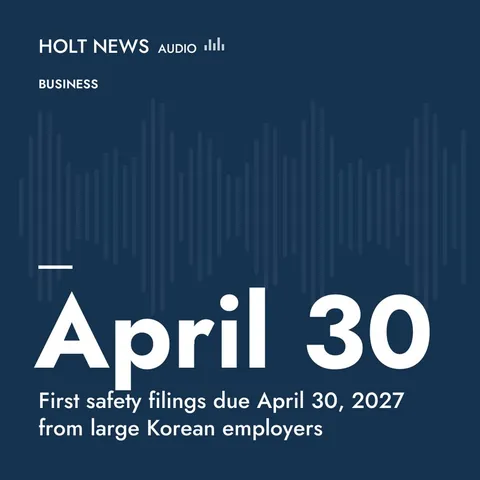 HOLT NEWS AUDIO
BUSINESS
April 30
First safety filings due April 30, 2027
from large Korean employers